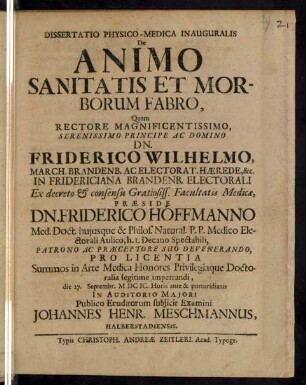 21
DISSERTATIO PHYSICO-MEDICA INAUGURALIS
De
ANIMO
SANITATIS ET MOR-
BORUM FABRO,
Quam
RECTORE MAGNIFICENTISSIMO,
SERENISSIMO PRINCIPE AC DOMINO
DN.
FRIDERICO WILHELMO,
MARCH. BRANDENB. AC ELECTORAT. HÆREDE, &c.
IN FRIDERICIANA BRANDENB. ELECTORALI
Ex decreto & consensu Gratiosiss. Facultatis Medicæ,
PRÆSIDE
DN. FRIDERICO HOFFMANNO
Med. Doct. hujusque & Philos. Natural. P. P. Medico Ele-
ctorali Aulico, h. t. Decano Spectabili,
PATRONO AC PRÆCEPTORE SUO DEVENERANDO,
PRO LICENTIA
Summos in Arte Medica Honores Privilegiaque Docto-
ralia legitime impetrandi,
die 27. Septembr. M DC IC. Horis ante & pomeridianis
IN AUDITORIO MAJORI
Publico Eruditorum subjicit Examini
JOHANNES HENR. MESCHMANNUS,
HALBERSTADIENSIS.
Typis CHRISTOPH. ANDREÆ ZEITLERI, Acad. Typogr.